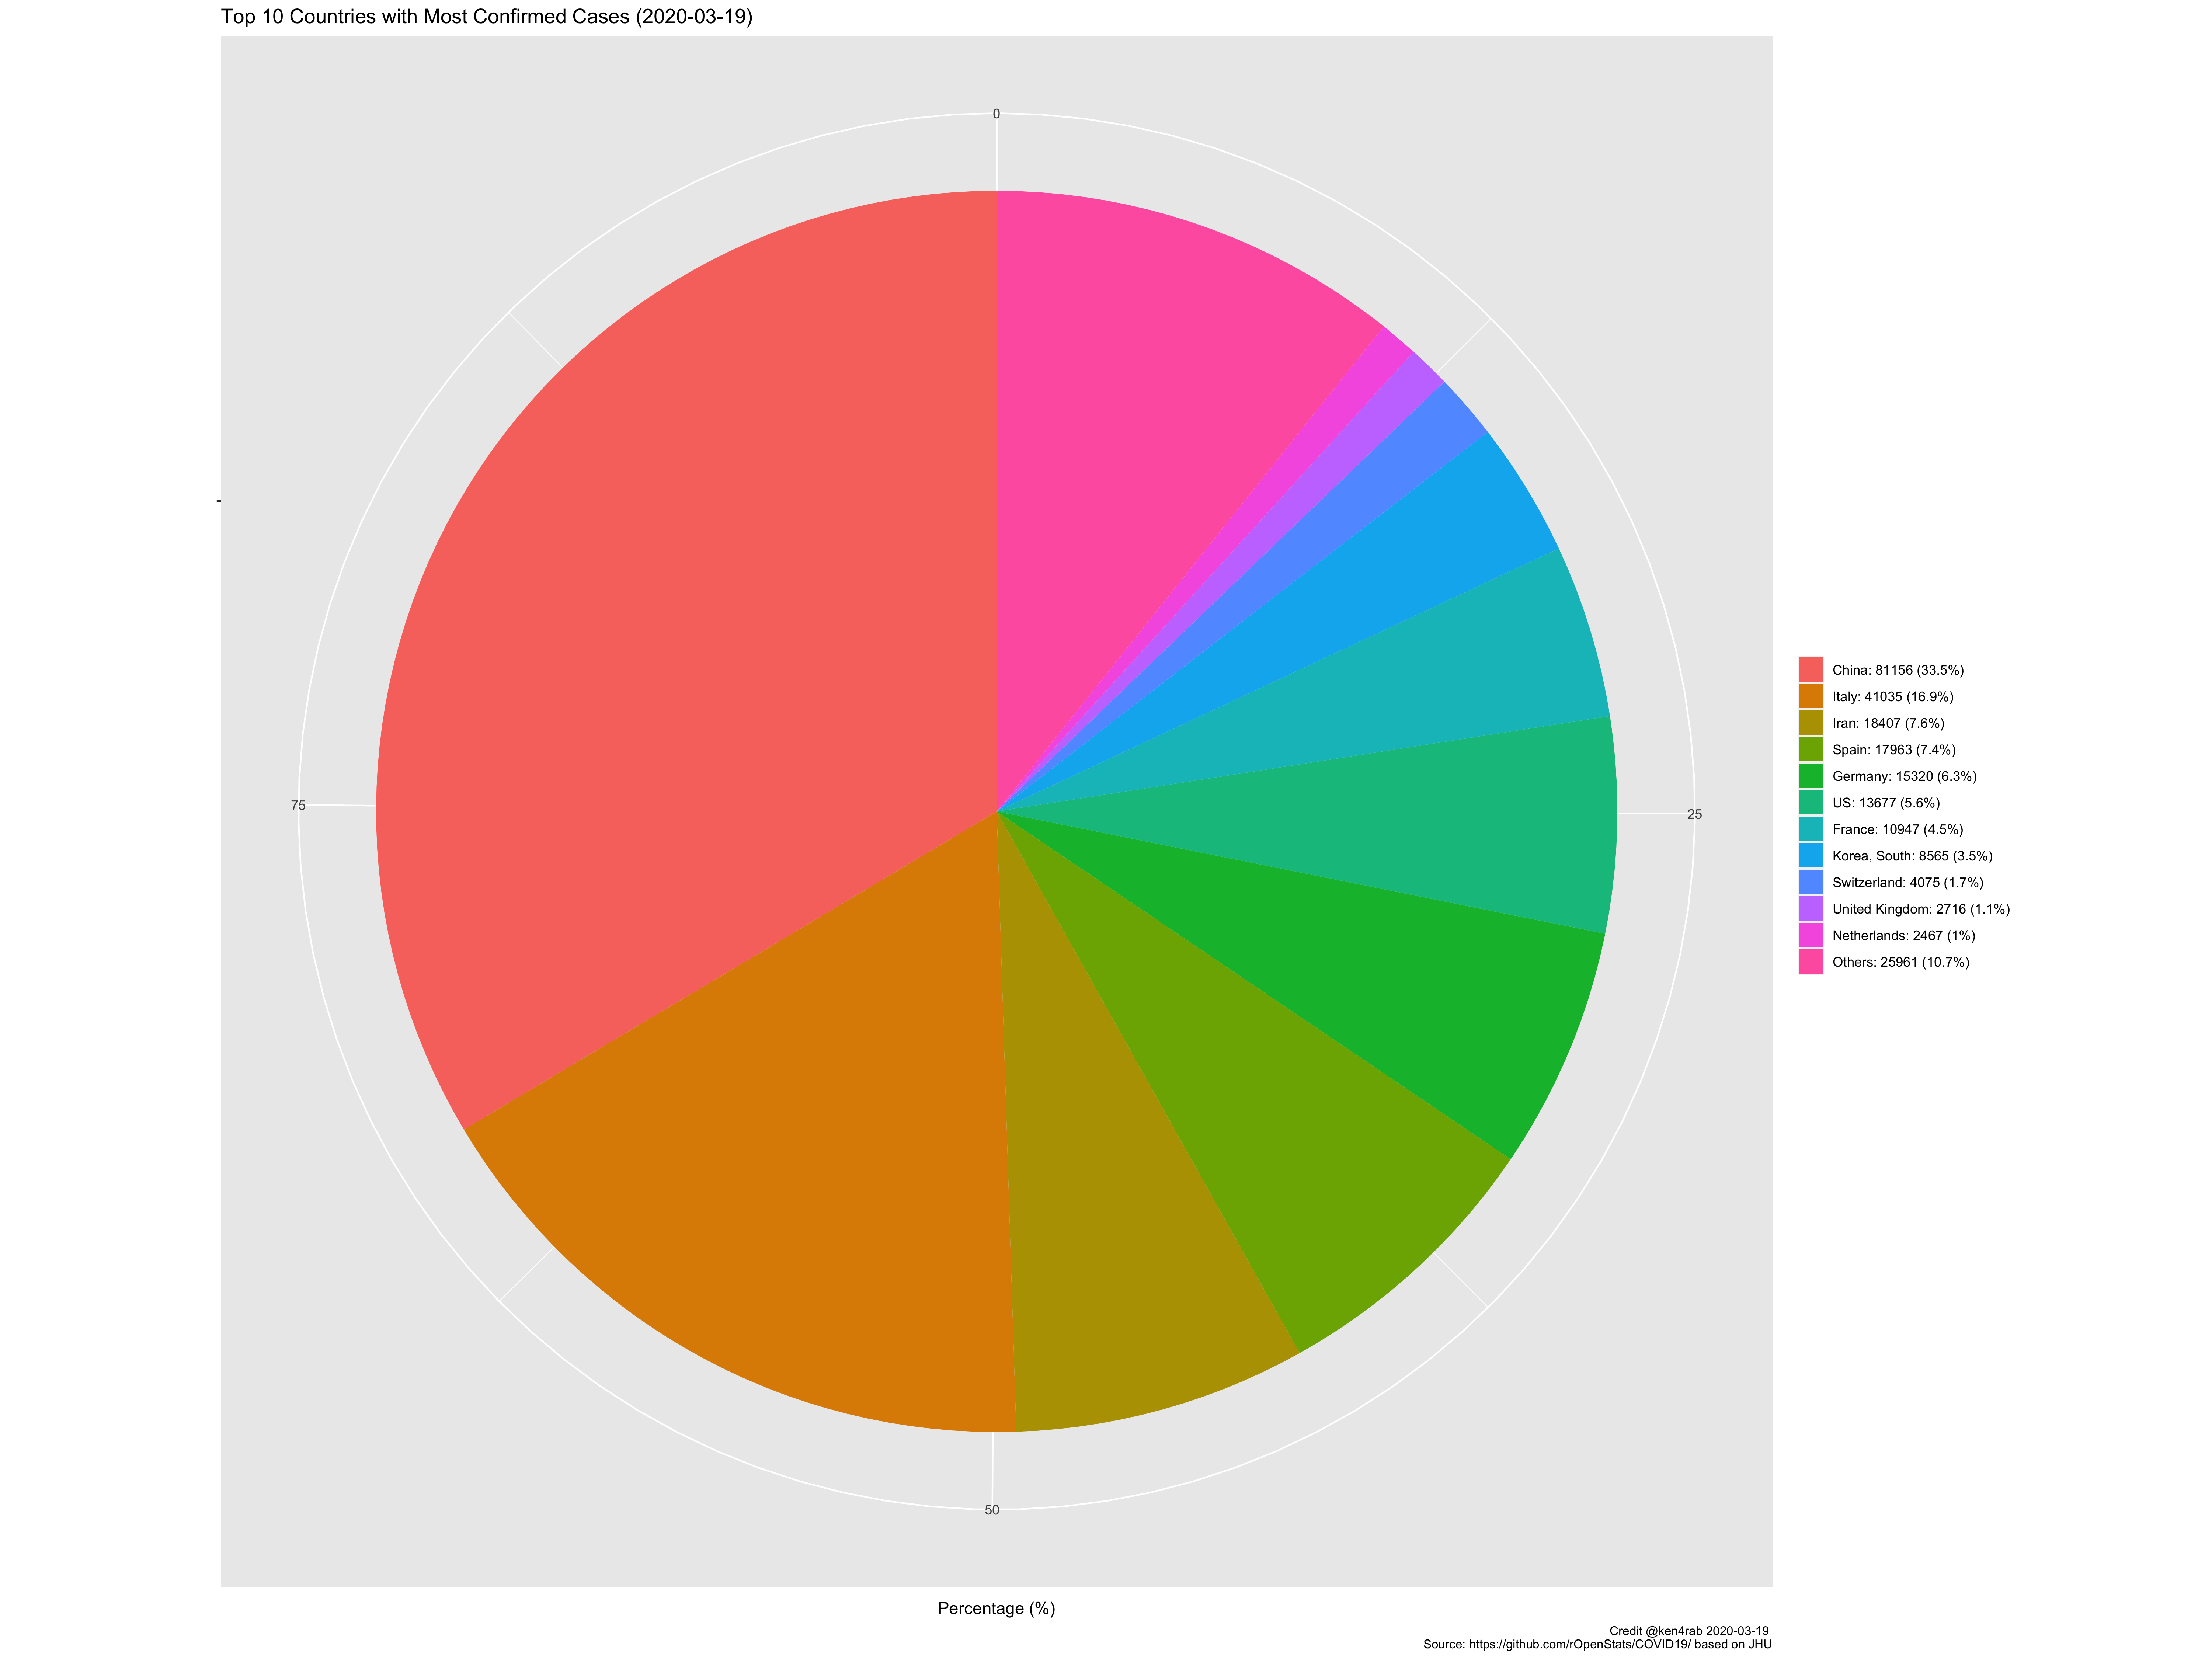 Top 10 Countries with Most Confirmed Cases (2020-03-19)
0
75
25
50
China: 81156 (33.5%)
Italy: 41035 (16.9%)
Iran: 18407 (7.6%)
Spain: 17963 (7.4%)
Germany: 15320 (6.3%)
US: 13677 (5.6%)
France: 10947 (4.5%)
Korea, South: 8565 (3.5%)
Switzerland: 4075 (1.7%)
United Kingdom: 2716 (1.1%)
Netherlands: 2467 (1%)
Others: 25961 (10.7%)
Percentage (%)
Credit @ken4rab 2020-03-19
Source: https://github.com/rOpenStats/COVID19/ based on JHU